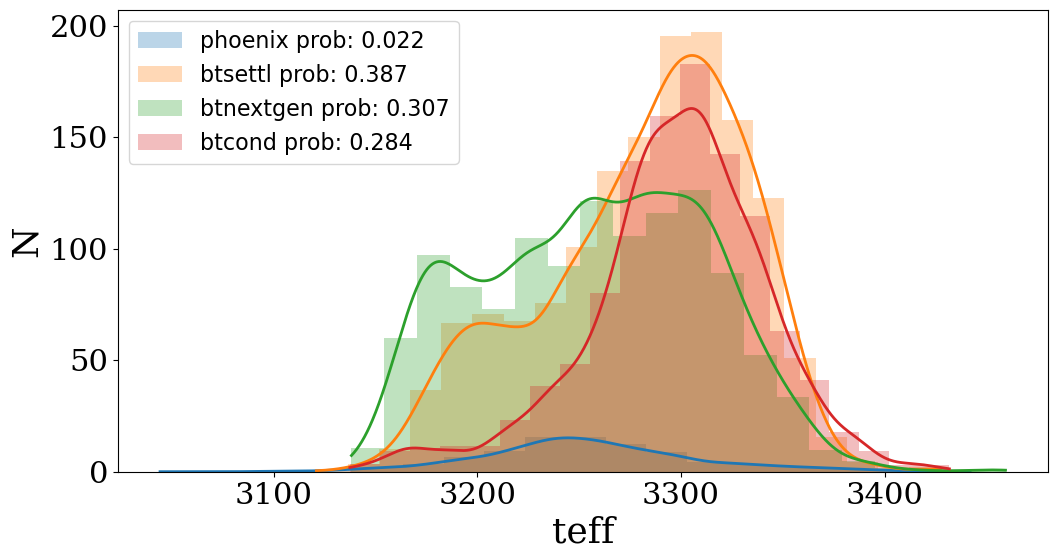 200
150
100
50
0
N
phoenix prob: 0.022
btsettl prob: 0.387
btnextgen prob: 0.307
btcond prob: 0.284
3100 3200 3300 3400
teff